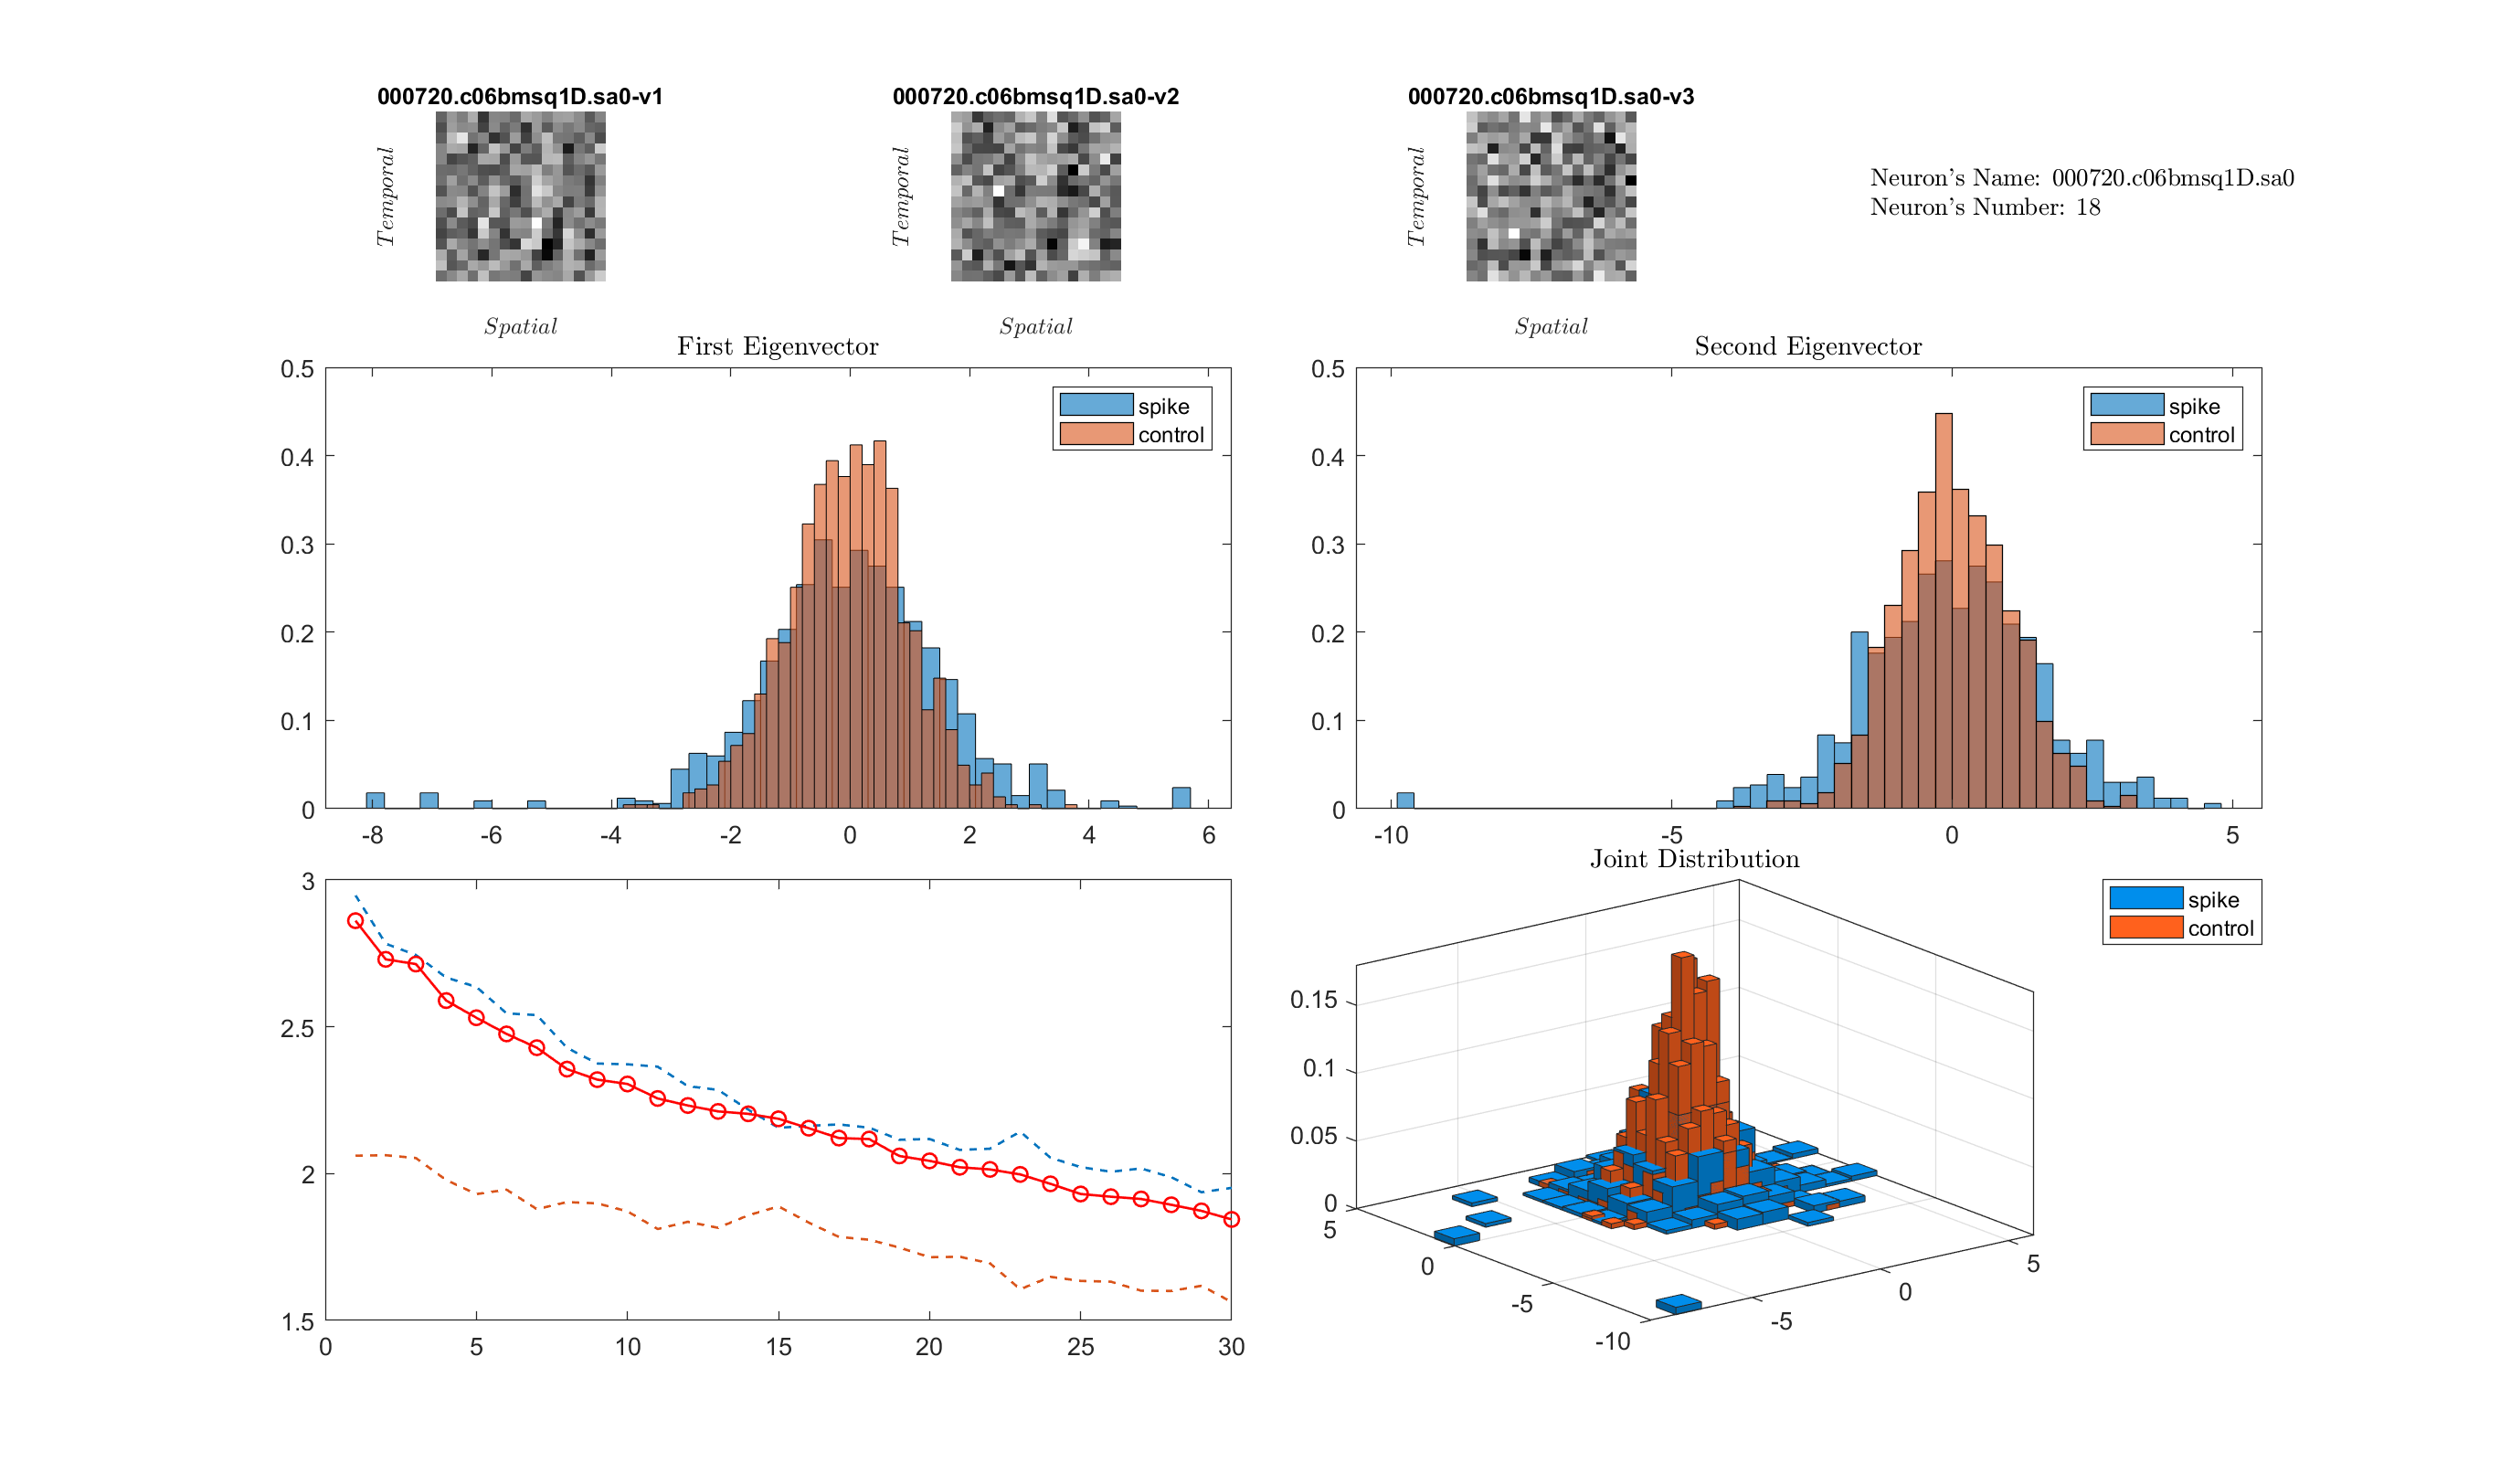 000720.c06bmsq1D.sa0-v1
000720.c06bmsq1D.sa0-v2
000720.c06bmsq1D.sa0-v3
Temporal
Temporal
Temporal
Neuron's Name: 000720.c06bmsq1D.sa0
Neuron's Number: 18
Spatial
Spatial
Spatial
First Eigenvector
0.5
0.4
0.3
0.2
0.1
0
-8 -6 -4 -2 0 2 4 6
spike
control
Second Eigenvector
0.5
0.4
0.3
0.2
0.1
0
-10 -5 0 5
spike
control
3
2.5
2
1.5
0 5 10 15 20 25 30
Joint Distribution
spike
control
0.15
0.1
0.05
0
5
0
-5
-10
-5
0
5